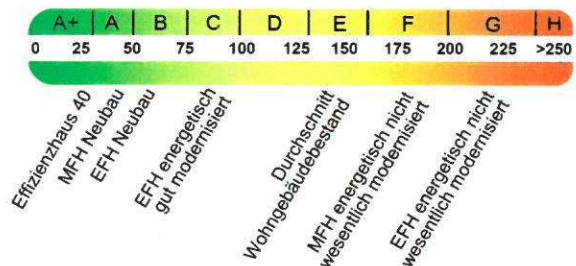 A+ A B C D E F G H
0 25 50 75 100 125 150 175 200 225 >250
Effizienzhaus 40
MFH Neubau
EFH Neubau
EFH energetisch
gut modernisiert
Durchschnitt
Wohngebäudebestand
MFH energetisch nicht
wesentlich modernisiert
EFH energetisch nicht
wesentlich modernisiert